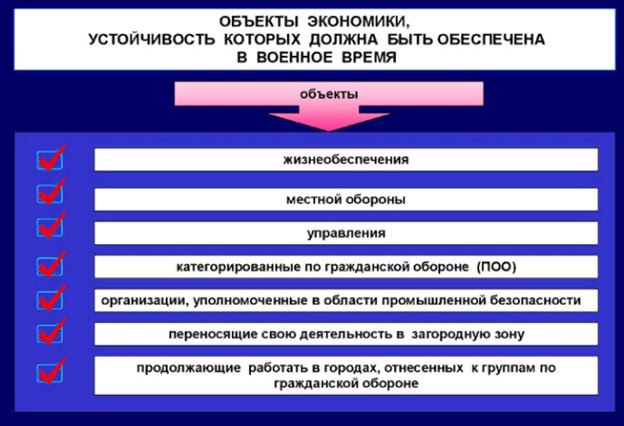 ОБЪЕКТЫ ЭКОНОМИКИ,
УСТОЙЧИВОСТЬ КОТОРЫХ ДОЛЖНА БЫТЬ ОБЕСПЕЧЕНА
В ВОЕННОЕ ВРЕМЯ
объекты
жизнеобеспечения
местной обороны
управления
категорированные по гражданской обороне (ПОО)
организации, уполномоченные в области промышленной безопасности
переносящие свою деятельность в загородную зону
продолжающие работать в городах, отнесенных к группам по
гражданской обороне